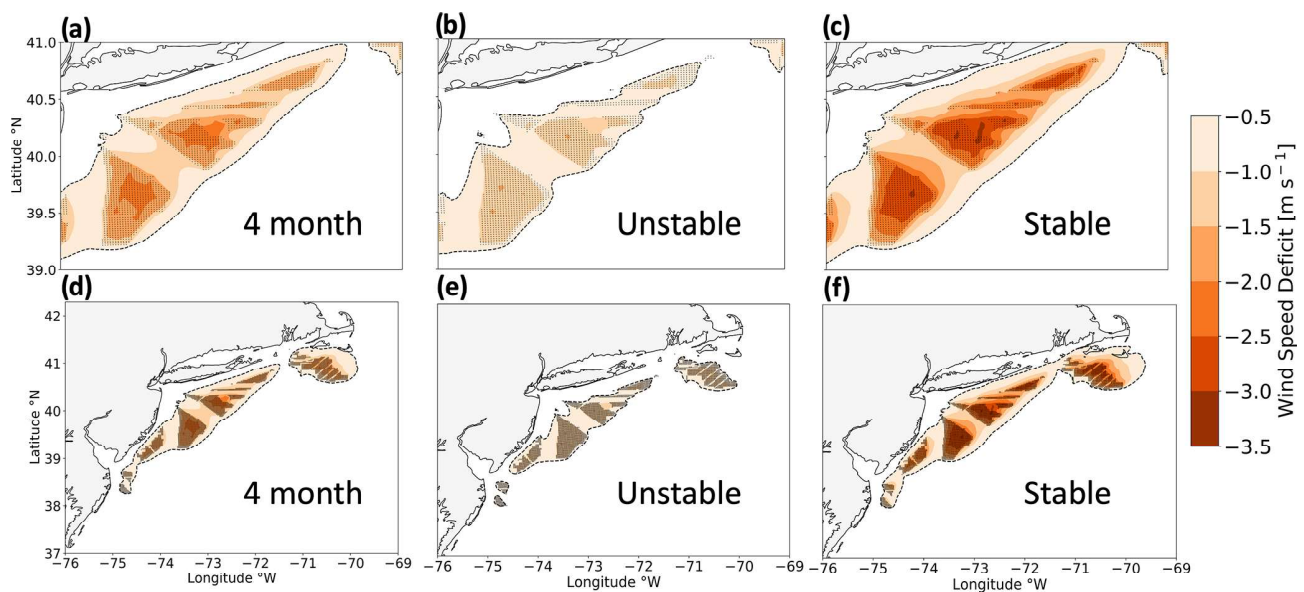 (a)
(b)
(c)
41.0
40.5
40.0
39.5
39.0
Latitude °N
4 month
Unstable
Stable
(d)
(e)
(f)
42
41
40
39
38
37
Latituce °N
4 month
Unstable
Stable
−76 −75 −74 −73 −72 −71 −70 −69
−76 −75 −74 −73 −72 −71 −70 −69
−76 −75 −74 −73 −72 −71 −70 −69
Longitude °W
Longitude °W
Longitude °W
−0.5
−1.0
−1.5
−2.0
−2.5
−3.0
−3.5
Wind Speed Deficit [m s⁻¹]